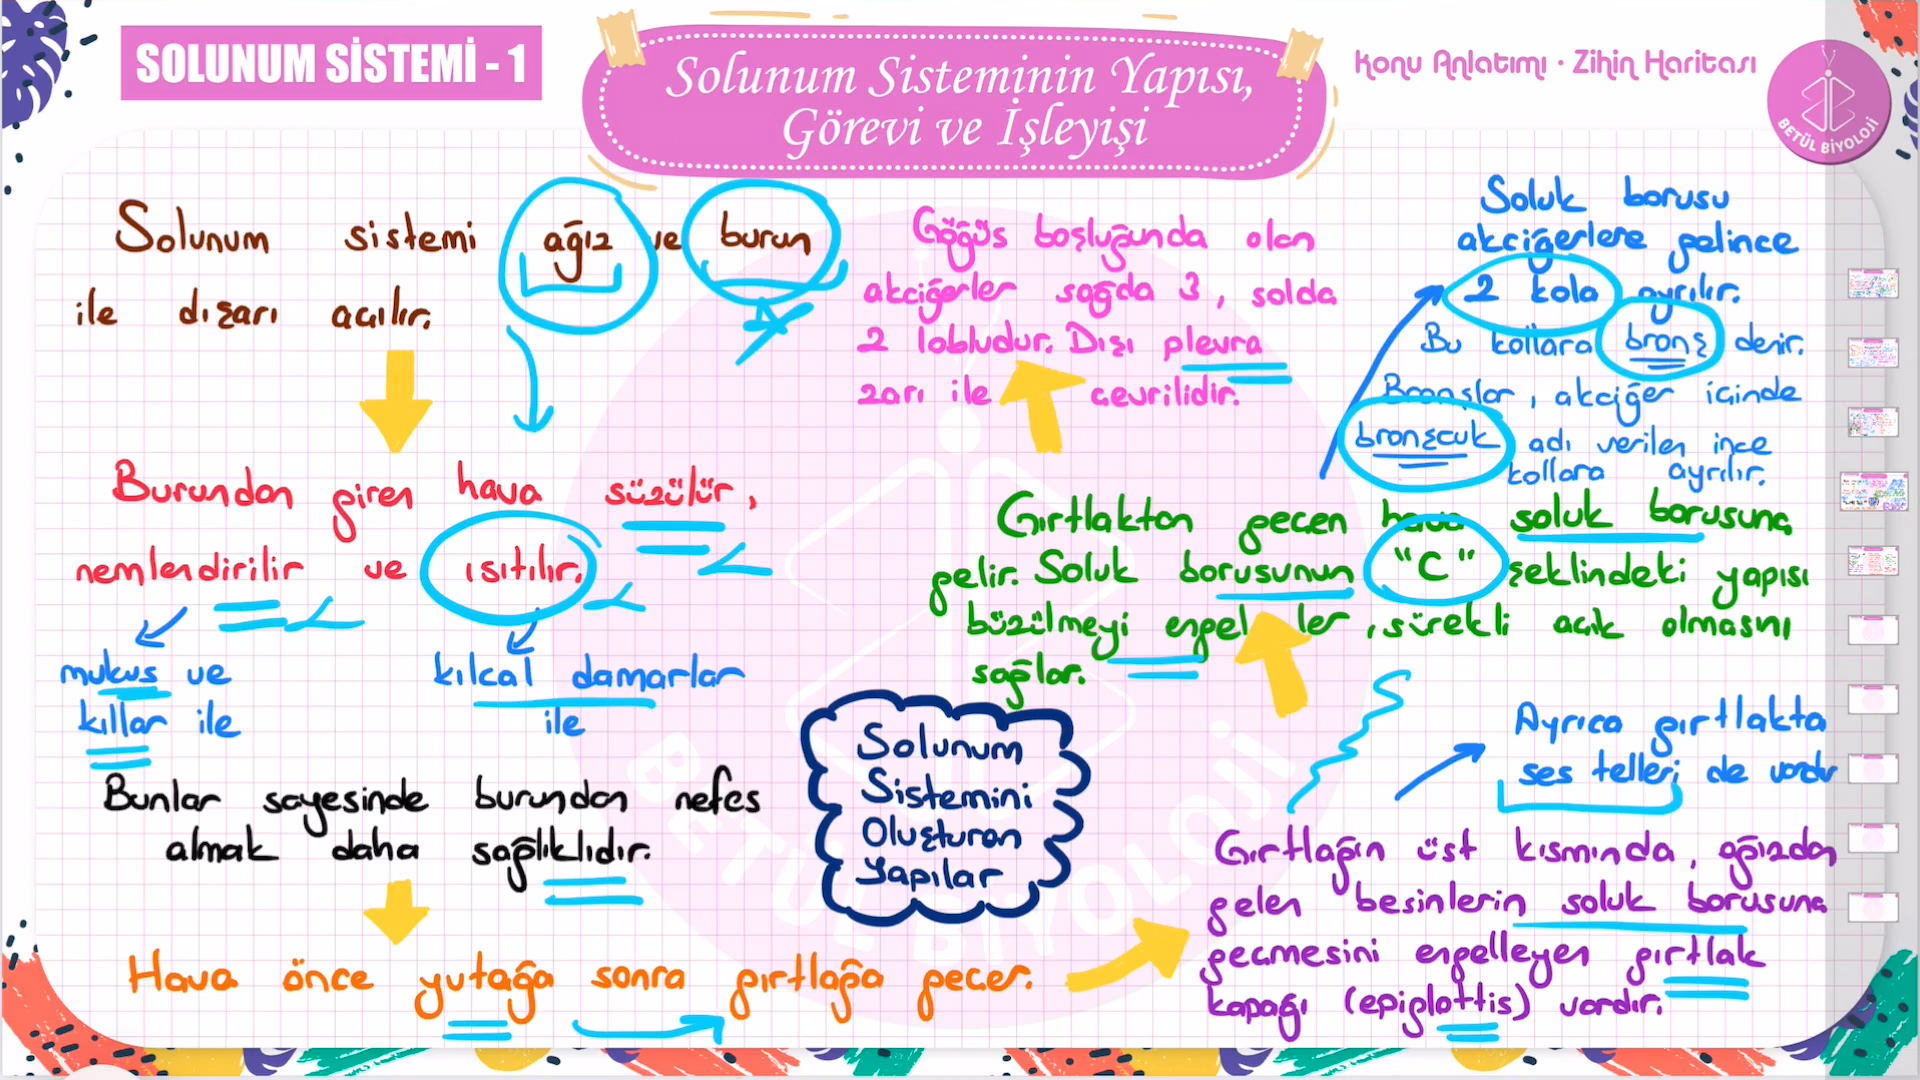 SOLUNUM SİSTEMİ - 1
Solunum Sisteminin Yapısı,
Görevi ve İşleyişi
Konu Anlatımı • Zihin Haritası
BETÜL BİYOLOJİ
Solunum sistemi ağız ve burun
ile dışarı açılır.
Burundan giren hava süzülür,
nemlendirilir ve ısıtılır.
mukus ve
kıllar ile
kılcal damarlar
ile
Bunlar sayesinde burundan nefes
almak daha sağlıklıdır.
Hava önce yutağa sonra gırtlağa geçer.
Solunum
Sistemini
Oluşturan
Yapılar
Gırtlağın üst kısmında, ağızdan
gelen besinlerin soluk borusuna
geçmesini engelleyen gırtlak
kapağı (epiglottis) vardır.
Ayrıca gırtlakta
ses telleri de vardır
Gırtlaktan geçen hava soluk borusuna
gelir. Soluk borusunun "C" şeklindeki yapısı
büzülmeyi engeller, sürekli açık olmasını
sağlar.
Göğüs boşluğunda olan
akciğerler sağda 3, solda
2 lobludur. Dışı plevra
zarı ile çevrilidir.
Soluk borusu
akciğerlere gelince
2 kola ayrılır.
Bu kollara bronş denir.
Bronşlar, akciğer içinde
bronşcuk adı verilen ince
kollara ayrılır.
BETÜL BİYOLOJİ